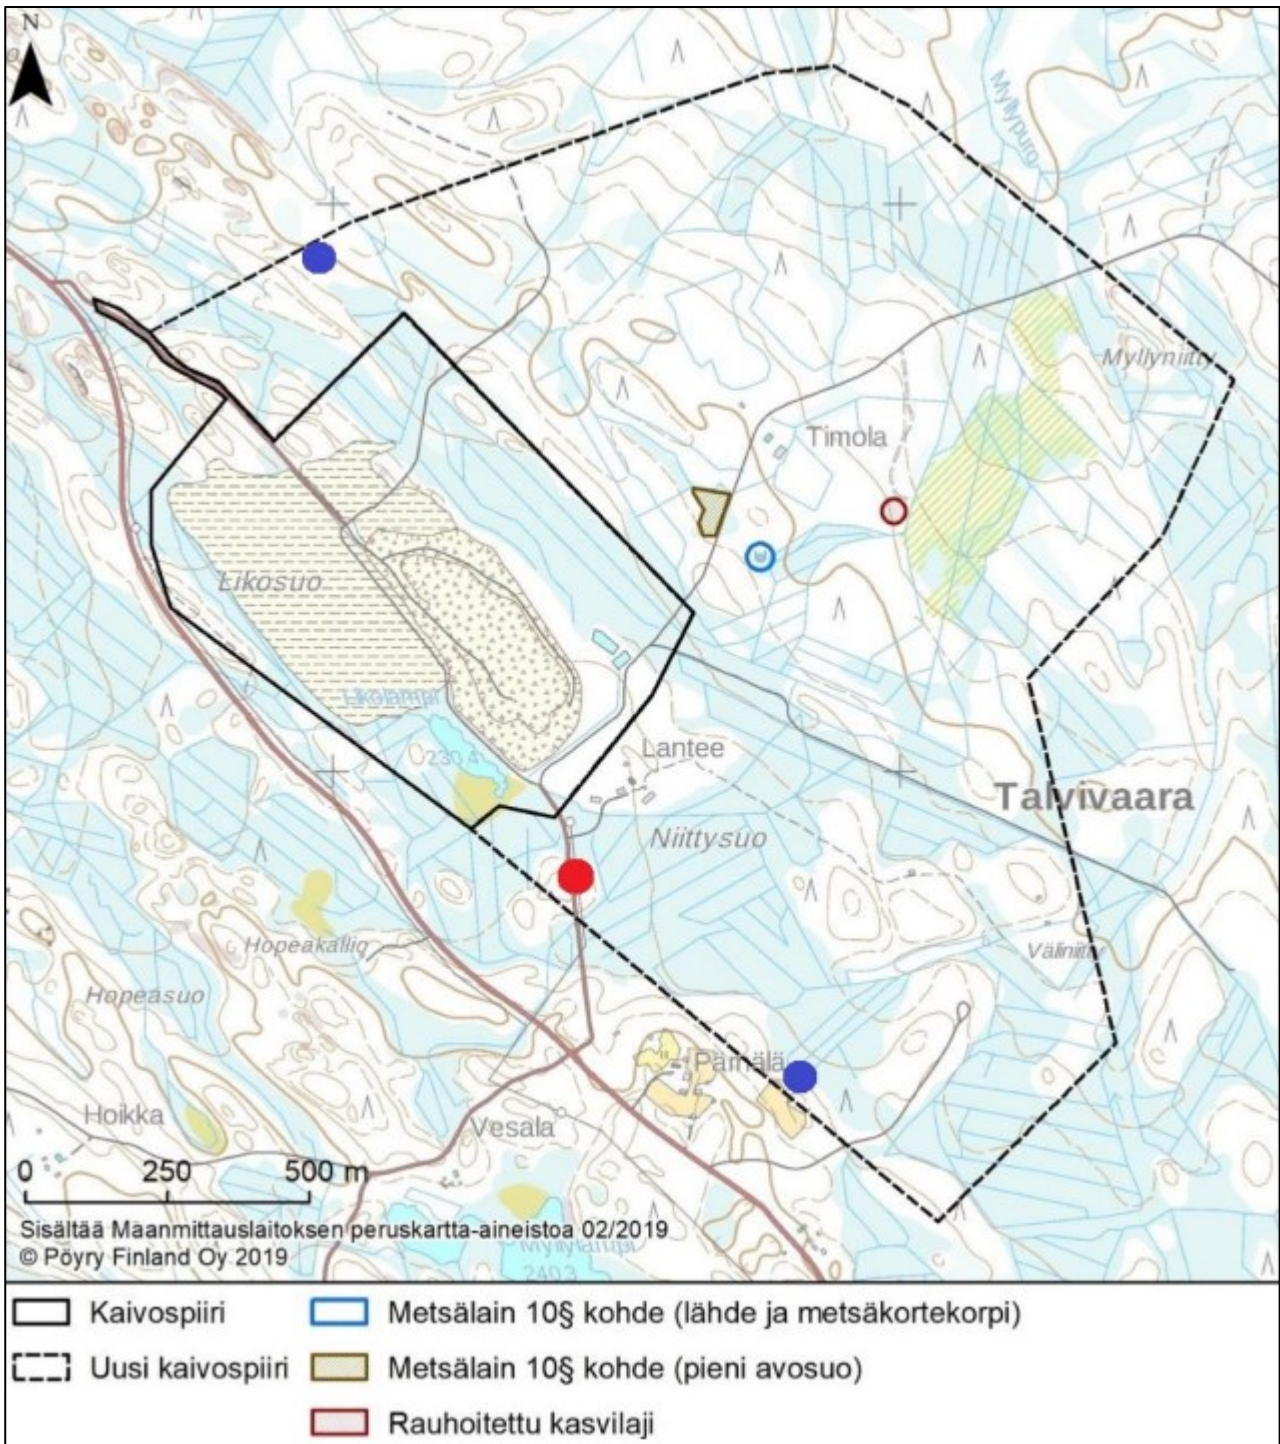 N
Myllypuro
Myllyniitty
Timola
Likosuo
Likolampi
230.4
Lantee
Talvivaara
Niittysuo
Väliniitty
Hopeakallio
Hopeasuo
Pärnälä
Hoikka
Vesala
0 250 500 m
Sisältää Maanmittauslaitoksen peruskartta-aineistoa 02/2019
© Pöyry Finland Oy 2019
Myllylampi
240.3
Kaivospiiri
Metsälain 10§ kohde (lähde ja metsäkortekorpi)
Uusi kaivospiiri
Metsälain 10§ kohde (pieni avosuo)
Rauhoitettu kasvilaji